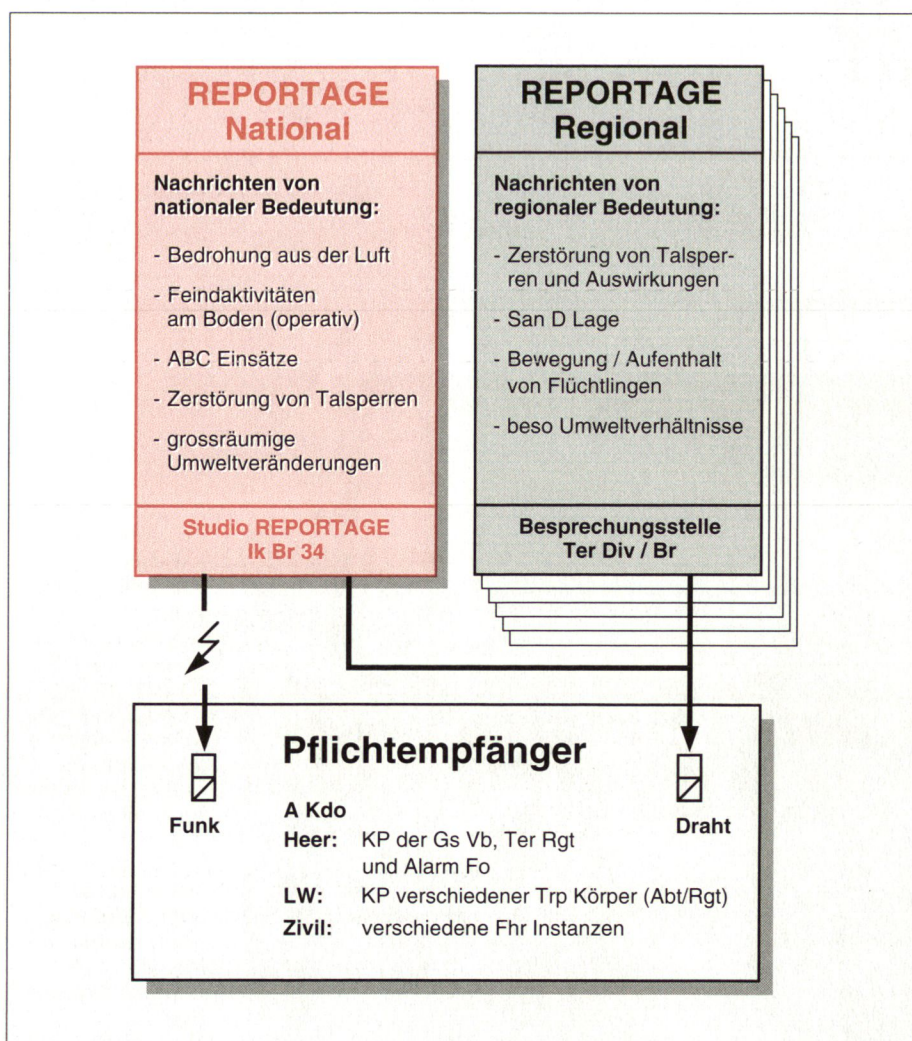 REPORTAGE
National
Nachrichten von
nationaler Bedeutung:
- Bedrohung aus der Luft
- Feindaktivitäten
am Boden (operativ)
- ABC Einsätze
- Zerstörung von Talsperren
- grossräumige
Umweltveränderungen
Studio REPORTAGE
Ik Br 34
REPORTAGE
Regional
Nachrichten von
regionaler Bedeutung:
- Zerstörung von Talsper-
ren und Auswirkungen
- San D Lage
- Bewegung / Aufenthalt
von Flüchtlingen
- beso Umweltverhältnisse
Besprechungsstelle
Ter Div / Br
Pflichtempfänger
Funk
Draht
A Kdo
Heer: KP der Gs Vb, Ter Rgt
und Alarm Fo
LW: KP verschiedener Trp Körper (Abt/Rgt)
Zivil: verschiedene Fhr Instanzen